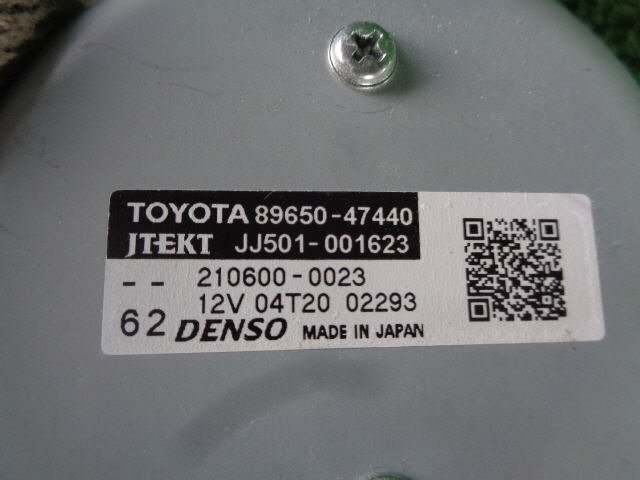 TOYOTA 89650-47440
JTEKT JJ501-001623
-- 210600-0023
12V 04T20 02293
62 DENSO MADE IN JAPAN